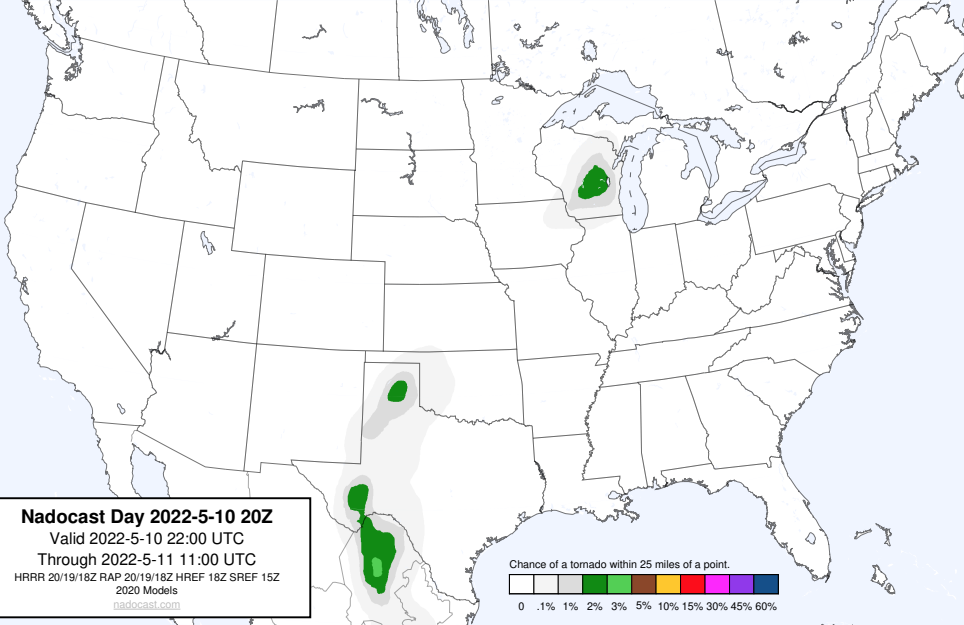 Nadocast Day 2022-5-10 20Z
Valid 2022-5-10 22:00 UTC
Through 2022-5-11 11:00 UTC
HRRR 20/19/18Z RAP 20/19/18Z HREF 18Z SREF 15Z
2020 Models
nadocast.com
Chance of a tornado within 25 miles of a point.
0 .1% 1% 2% 3% 5% 10% 15% 30% 45% 60%